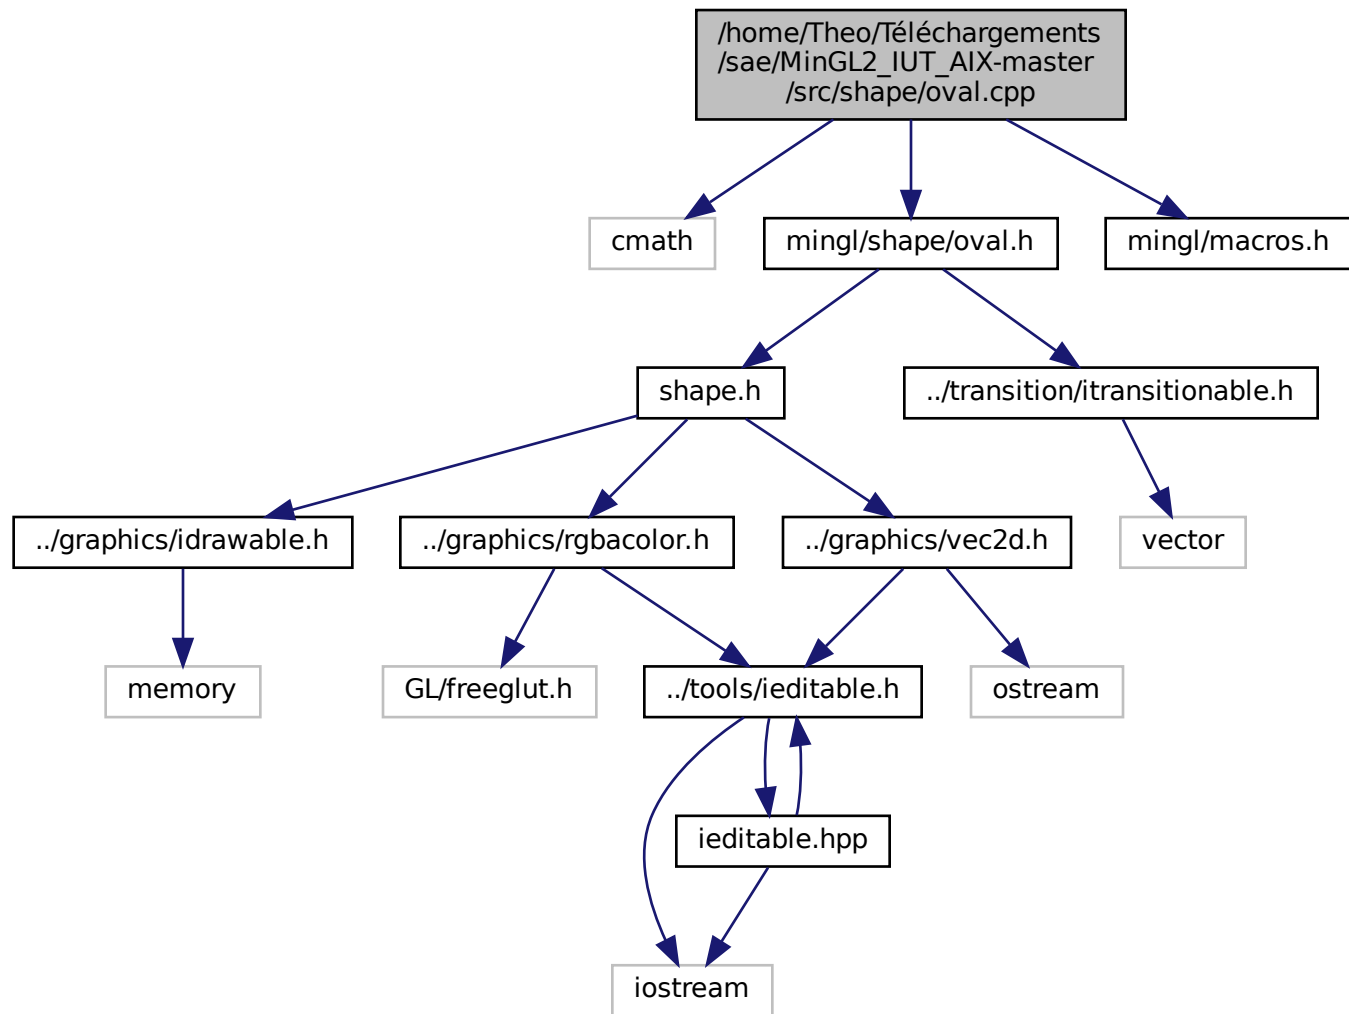 /home/Theo/Téléchargements
/sae/MinGL2_IUT_AIX-master
/src/shape/oval.cpp
cmath
mingl/shape/oval.h
mingl/macros.h
shape.h
../transition/itransitionable.h
../graphics/idrawable.h
../graphics/rgbacolor.h
../graphics/vec2d.h
vector
memory
GL/freeglut.h
../tools/ieditable.h
ostream
ieditable.hpp
iostream